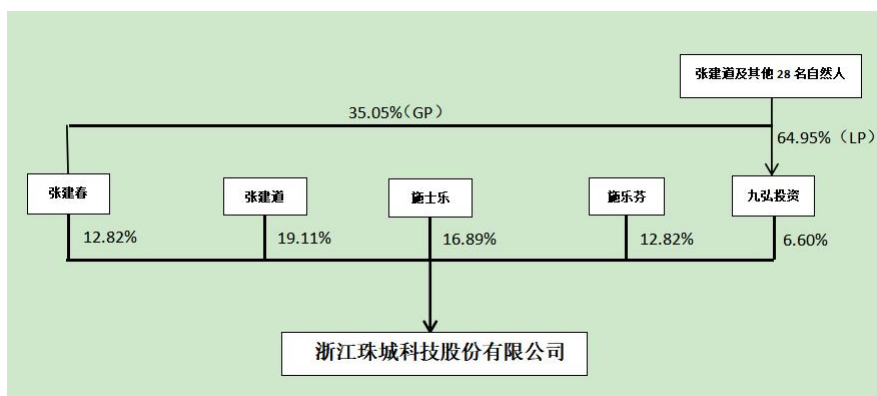 张建道及其他 28 名自然人
35.05%(GP)
64.95%（LP）
张建春
张建道
施士乐
施乐芬
九弘投资
12.82%
19.11%
16.89%
12.82%
6.60%
浙江珠城科技股份有限公司